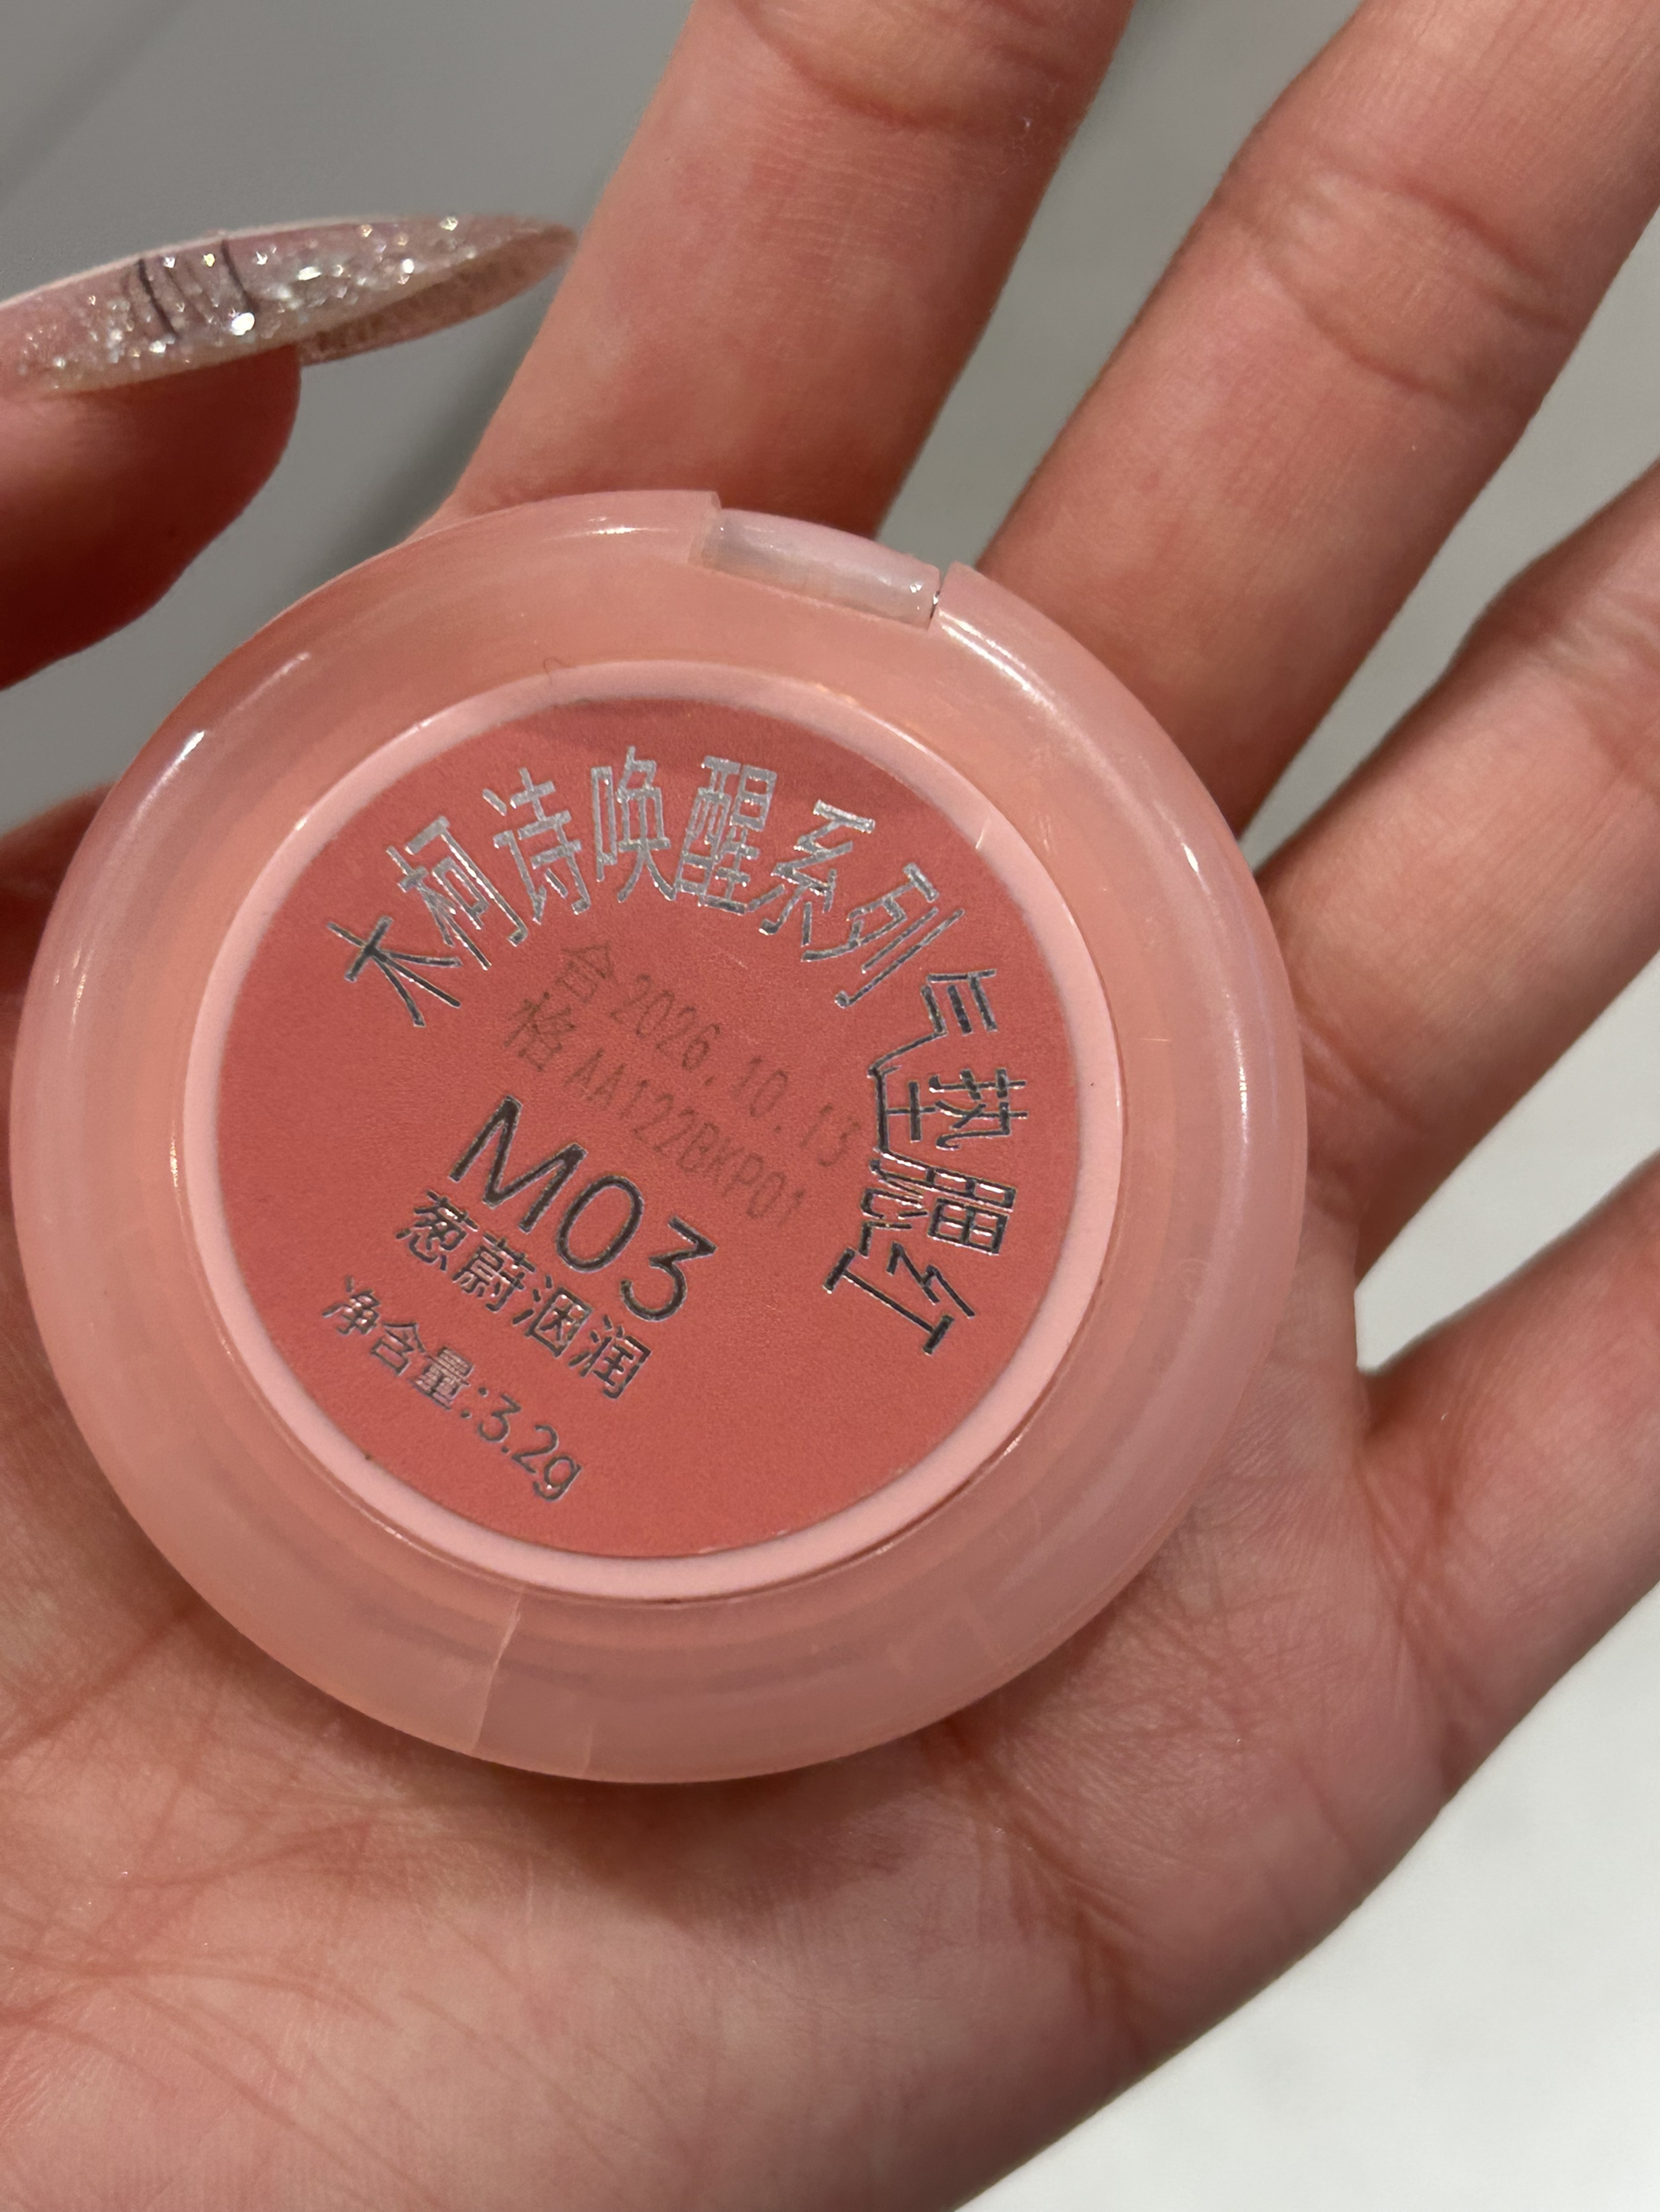 木柯诗唤醒系列气垫腮红
合 2026.10.13
格 AA122BKP01
M03
葱蔚洇润
净含量:3.2g